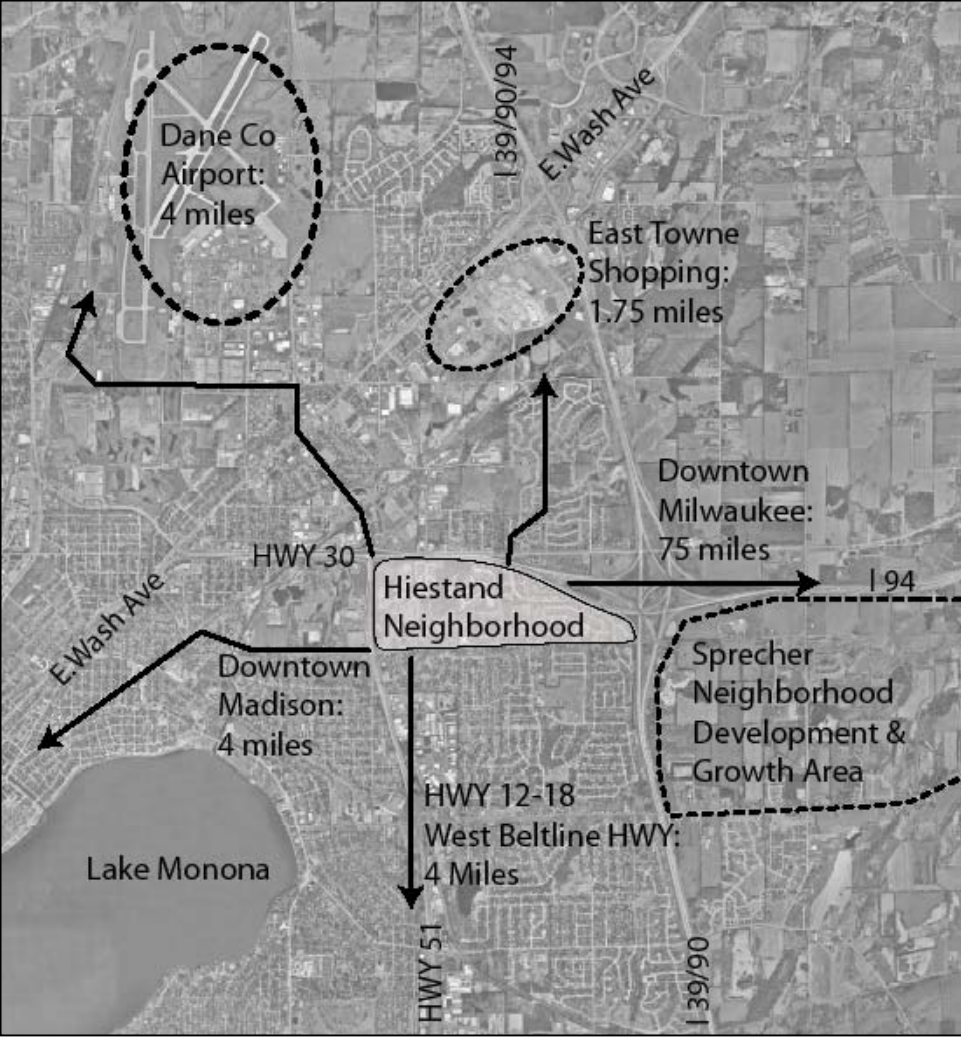 Dane Co
Airport:
4 miles
I 39/90/94
E.Wash Ave
East Towne
Shopping:
1.75 miles
Downtown
Milwaukee:
75 miles
HWY 30
I 94
Hiestand
Neighborhood
E.Wash Ave
Downtown
Madison:
4 miles
Sprecher
Neighborhood
Development &
Growth Area
HWY 12-18
West Beltline HWY:
4 Miles
Lake Monona
HWY 51
I 39/90